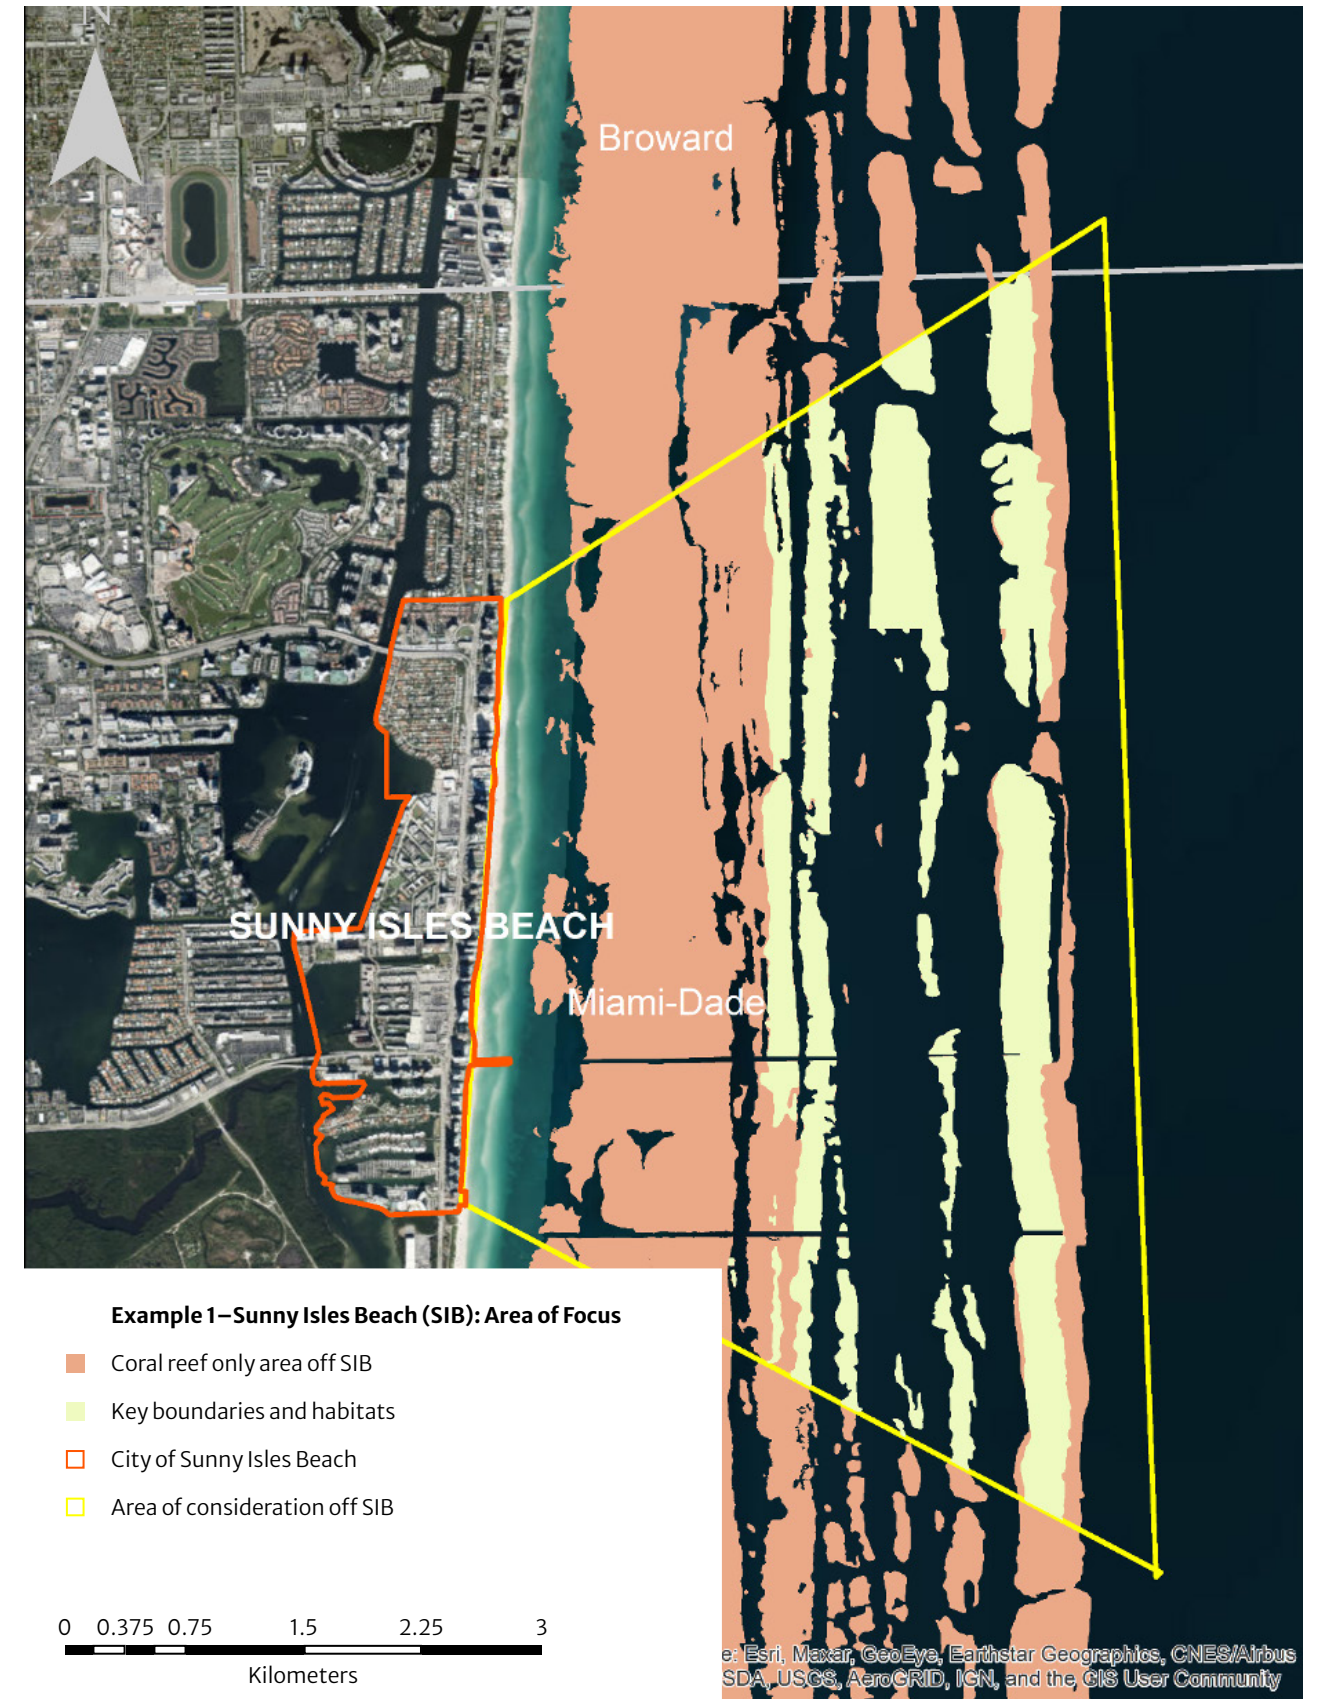 N
Broward
SUNNY ISLES BEACH
Miami-Dade
Example 1–Sunny Isles Beach (SIB): Area of Focus
Coral reef only area off SIB
Key boundaries and habitats
City of Sunny Isles Beach
Area of consideration off SIB
0 0.375 0.75 1.5 2.25 3
Kilometers
e: Esri, Maxar, GeoEye, Earthstar Geographics, CNES/Airbus
SDA, USGS, AeroGRID, IGN, and the GIS User Community